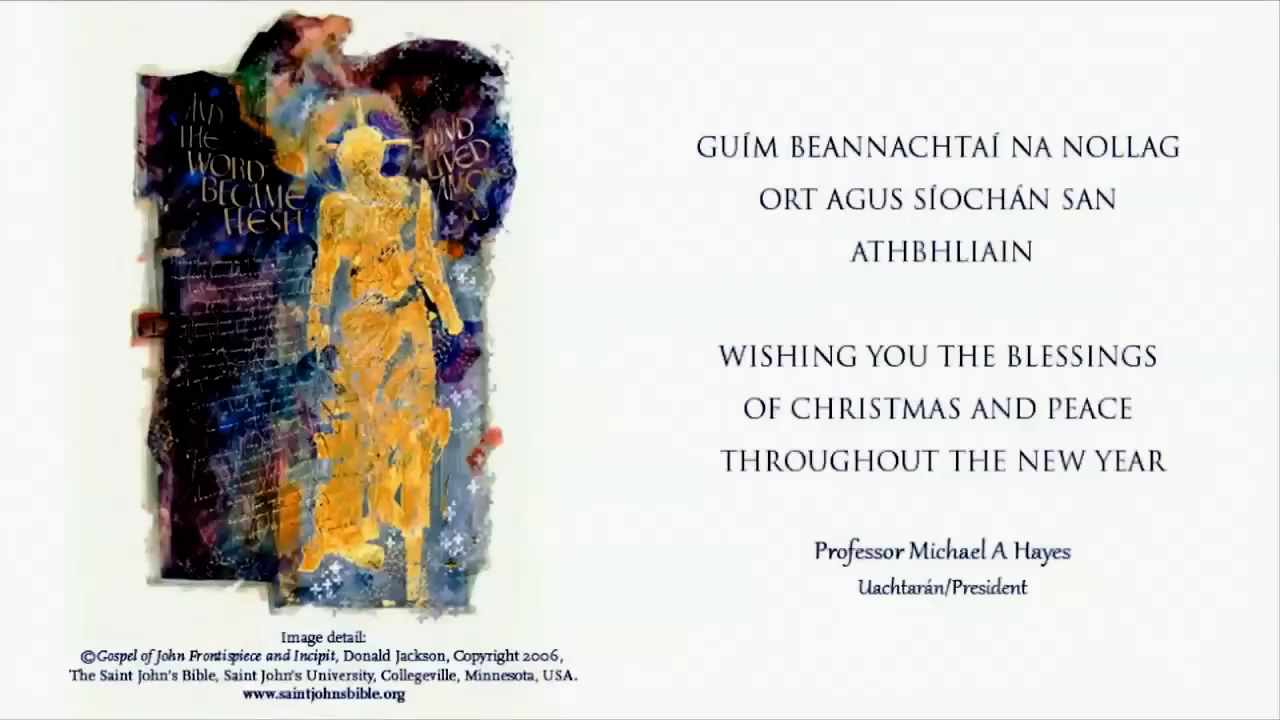 AND
THE
WORD
BECAME
FLESH
AND
LIVED
AMONG
US
GUÍM BEANNACHTAÍ NA NOLLAG
ORT AGUS SÍOCHÁN SAN
ATHBHLIAIN
WISHING YOU THE BLESSINGS
OF CHRISTMAS AND PEACE
THROUGHOUT THE NEW YEAR
Professor Michael A Hayes
Uachtarán/President
Image detail:
©Gospel of John Frontispiece and Incipit, Donald Jackson, Copyright 2006,
The Saint John's Bible, Saint John's University, Collegeville, Minnesota, USA.
www.saintjohnsbible.org